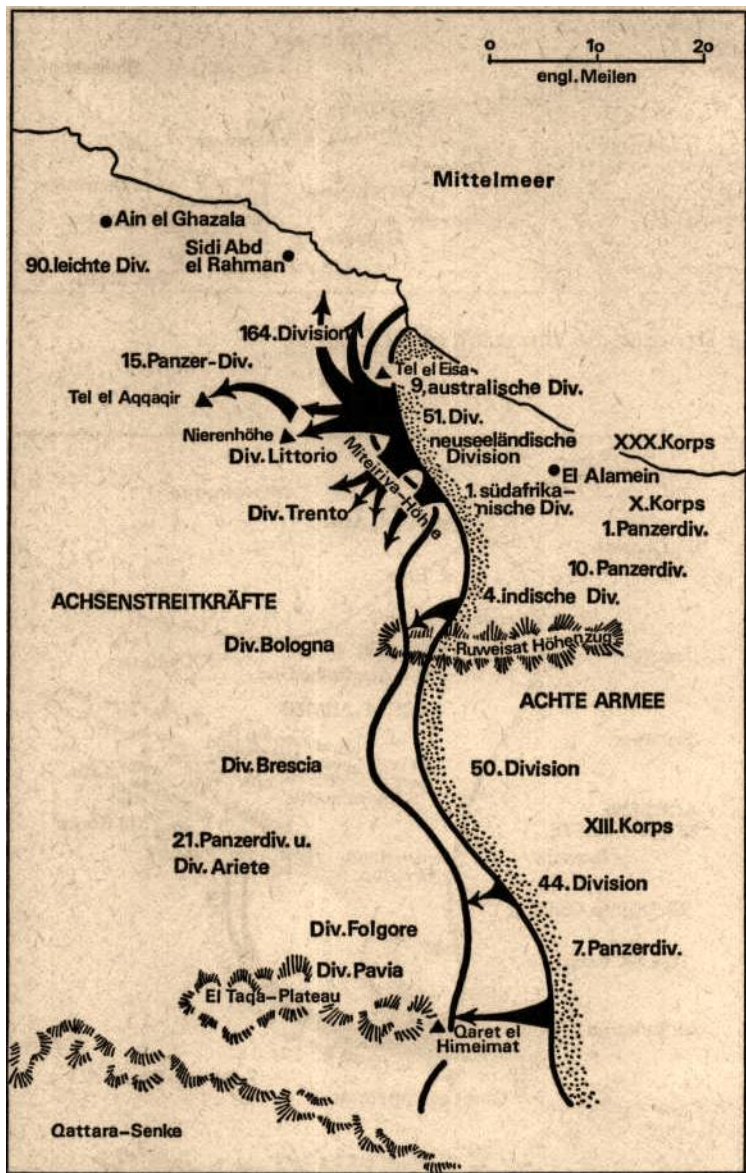 0 10 20
engl. Meilen
Mittelmeer
Ain el Ghazala
Sidi Abd
el Rahman
90. leichte Div.
164. Division
15. Panzer-Div.
Tel el Eisa
9. australische Div.
Tel el Aqqaqir
51. Div.
Nierenhöhe
neuseeländische
Division
XXX. Korps
Div. Littorio
Miteiriya-Höhe
El Alamein
1. südafrika-
nische Div.
X. Korps
Div. Trento
1. Panzerdiv.
10. Panzerdiv.
ACHSENSTREITKRÄFTE
4. indische Div.
Div. Bologna
Ruweisat Höhenzug
ACHTE ARMEE
Div. Brescia
50. Division
XIII. Korps
21. Panzerdiv. u.
Div. Ariete
44. Division
Div. Folgore
7. Panzerdiv.
Div. Pavia
El Taqa-Plateau
Qaret el
Himeimat
Qattara-Senke